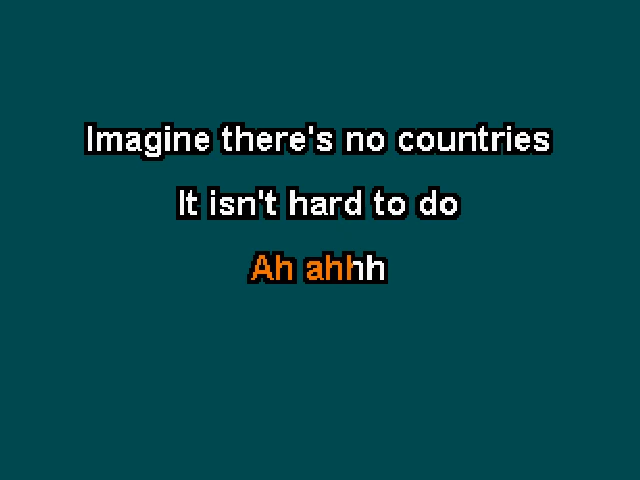 Imagine there's no countries
It isn't hard to do
Ah ahhh